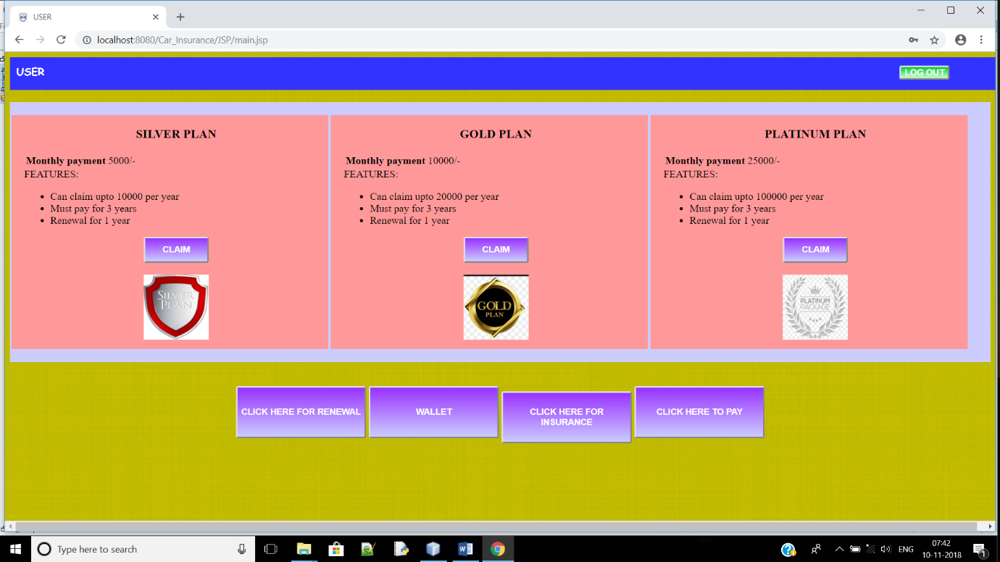 USER
localhost:8080/Car_Insurance/JSP/main.jsp
USER
LOG OUT
SILVER PLAN
Monthly payment 5000/-
FEATURES:
Can claim upto 10000 per year
Must pay for 3 years
Renewal for 1 year
CLAIM
SILVER
PLAN
GOLD PLAN
Monthly payment 10000/-
FEATURES:
Can claim upto 20000 per year
Must pay for 3 years
Renewal for 1 year
CLAIM
GOLD
PLAN
PLATINUM PLAN
Monthly payment 25000/-
FEATURES:
Can claim upto 100000 per year
Must pay for 3 years
Renewal for 1 year
CLAIM
PLATINUM
PACKAGE
CLICK HERE FOR RENEWAL
WALLET
CLICK HERE FOR
INSURANCE
CLICK HERE TO PAY
Projects
Type here to search
ENG
07:42
10-11-2018
1